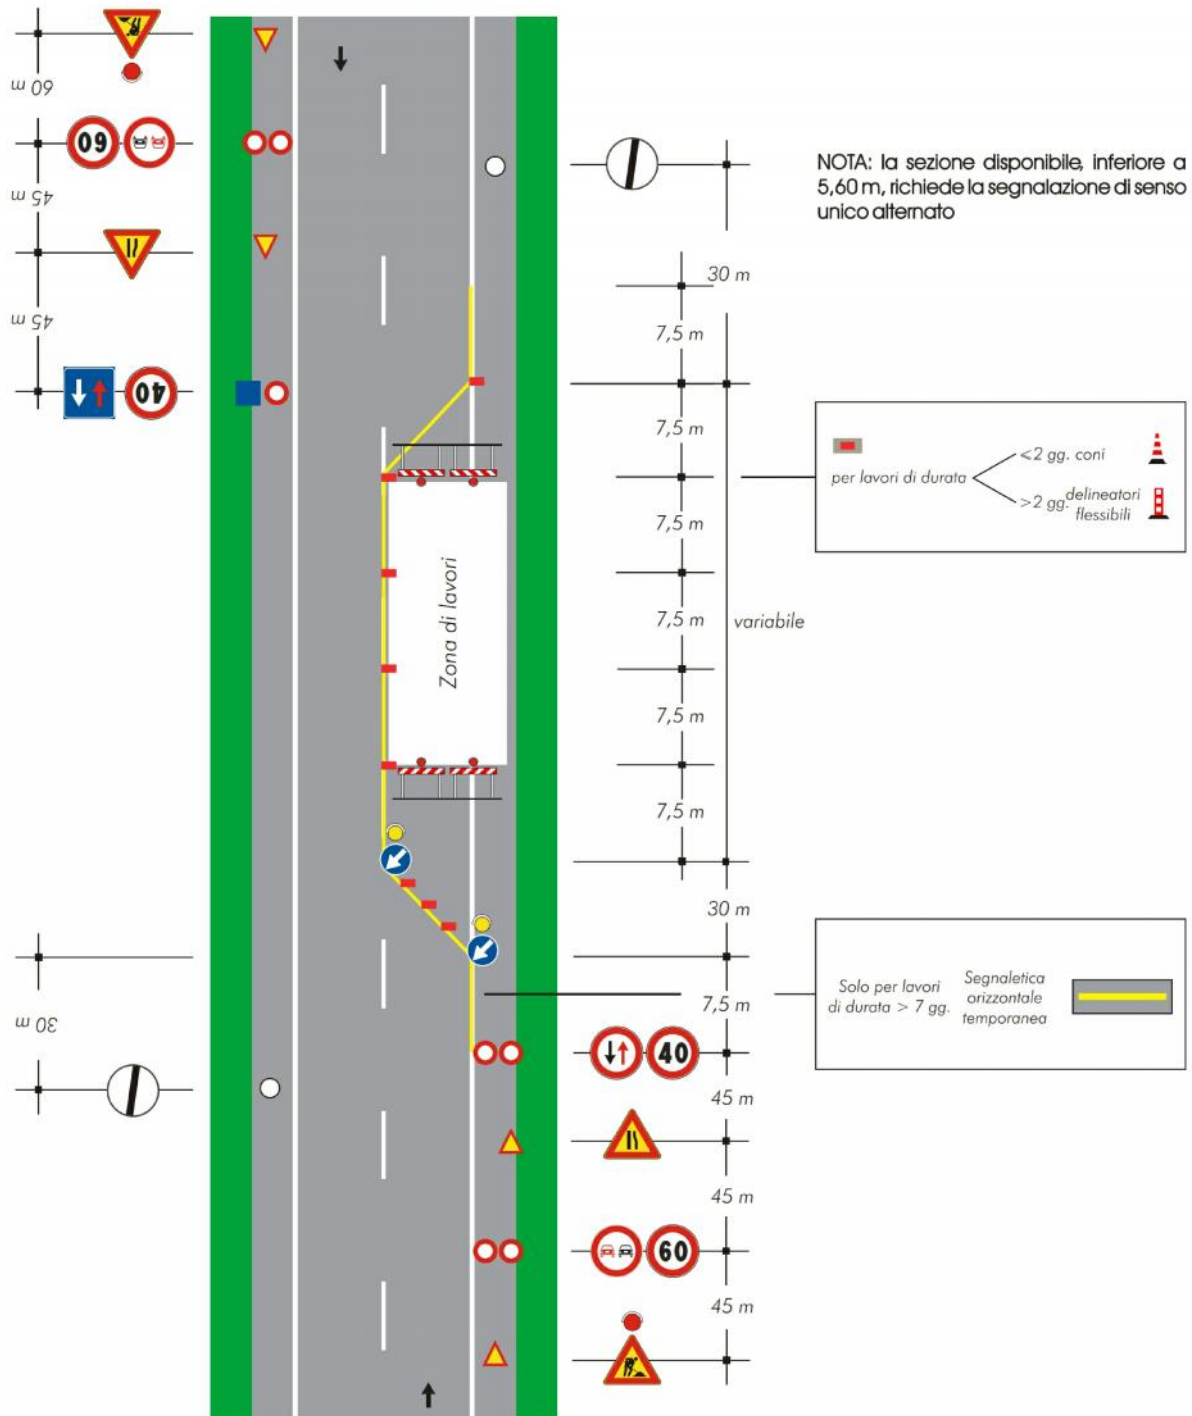 60 m
60
45 m
45 m
40
NOTA: la sezione disponibile, inferiore a
5,60 m, richiede la segnalazione di senso
unico alternato
30 m
7,5 m
7,5 m
7,5 m
7,5 m
7,5 m
7,5 m
variabile
per lavori di durata
≤2 gg. coni
>2 gg. delineatori
flessibili
Zona di lavori
30 m
7,5 m
Solo per lavori
di durata > 7 gg.
Segnaletica
orizzontale
temporanea
30 m
40
45 m
45 m
60
45 m